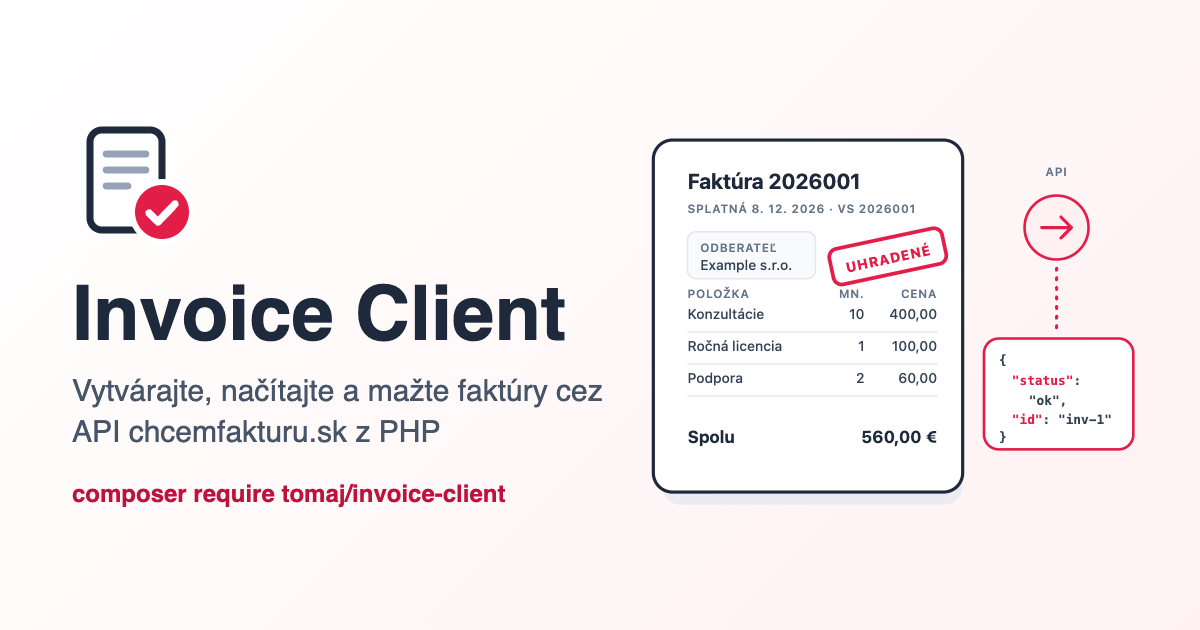 Invoice Client
Vytvárajte, načítajte a mažte faktúry cez
API chcemfakturu.sk z PHP
composer require tomaj/invoice-client
Faktúra 2026001
SPLATNÁ 8. 12. 2026 · VS 2026001
ODBERATEĽ
Example s.r.o.
UHRADENÉ
POLOŽKA MN. CENA
Konzultácie 10 400,00
Ročná licencia 1 100,00
Podpora 2 60,00
Spolu 560,00 €
API
{
"status":
"ok",
"id": "inv-1"
}